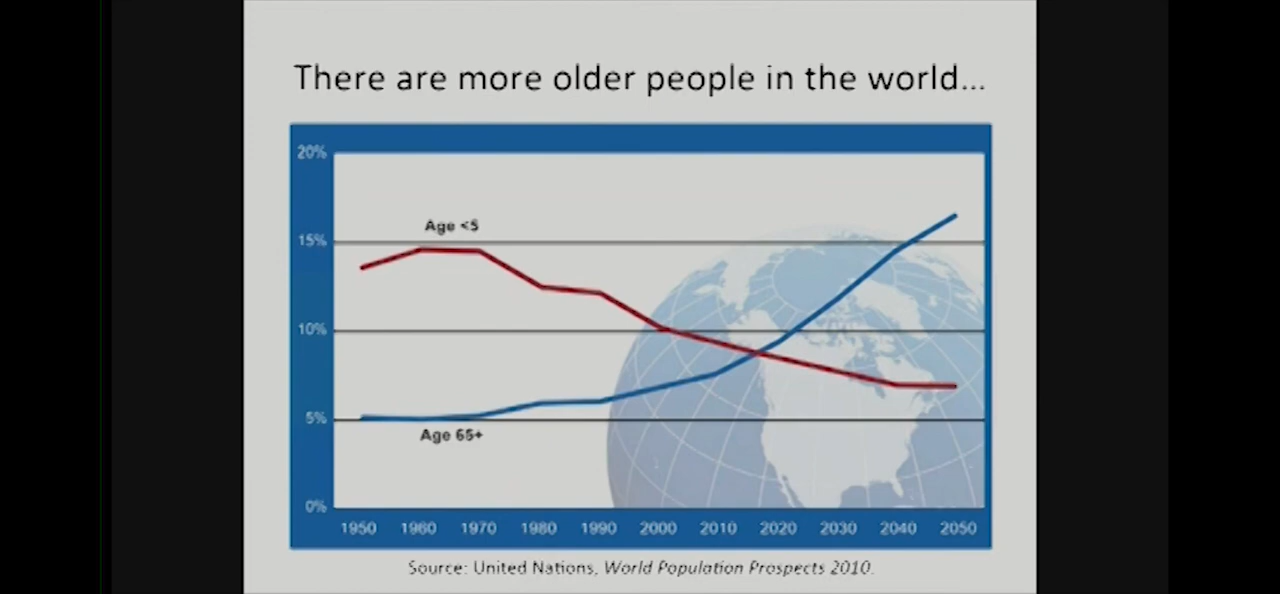 There are more older people in the world...
20%
Age <5
15%
10%
5%
Age 65+
0%
1950 1960 1970 1980 1990 2000 2010 2020 2030 2040 2050
Source: United Nations, World Population Prospects 2010.